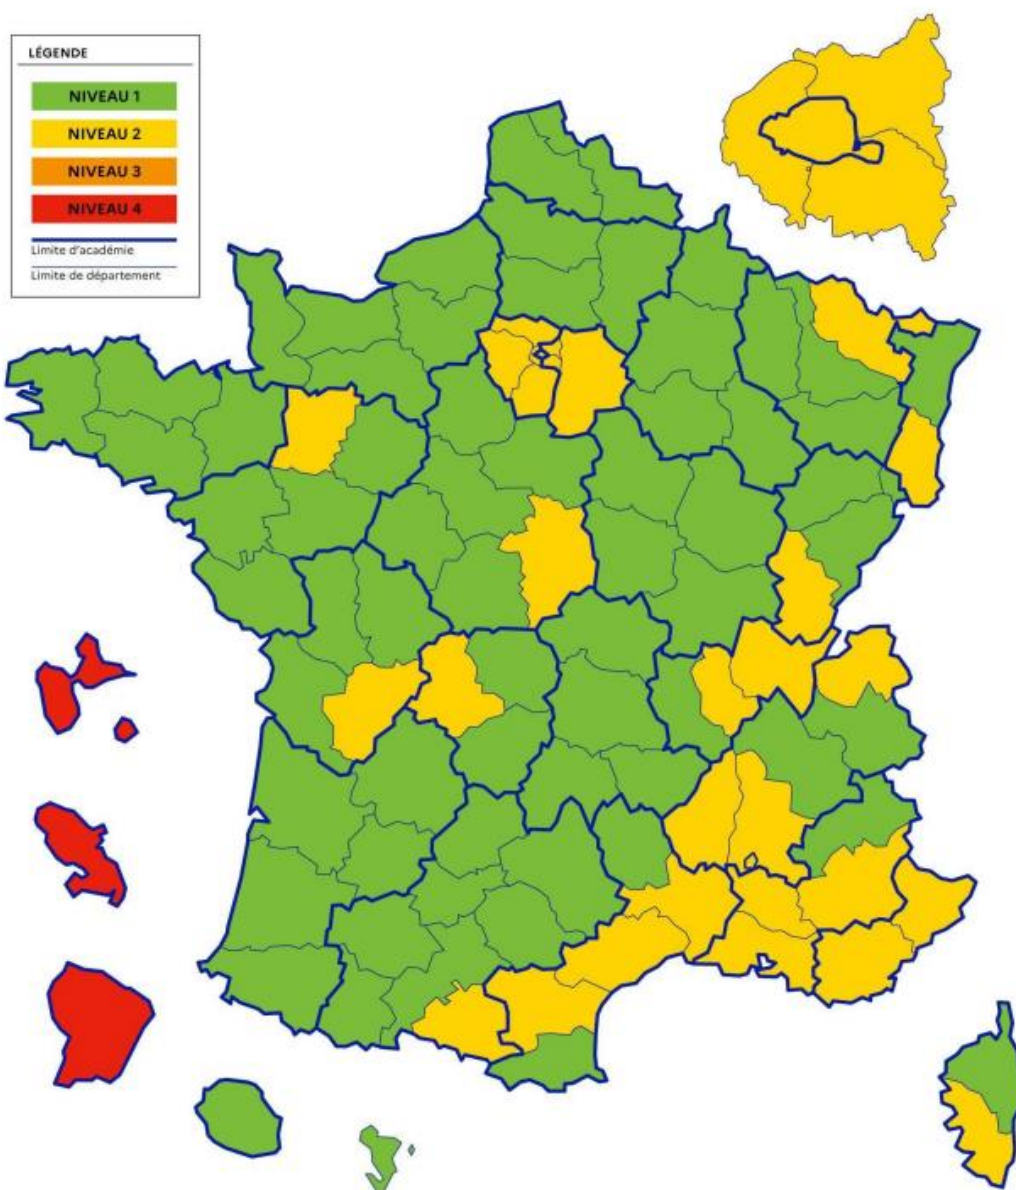 LÉGENDE
NIVEAU 1
NIVEAU 2
NIVEAU 3
NIVEAU 4
Limite d'académie
Limite de département